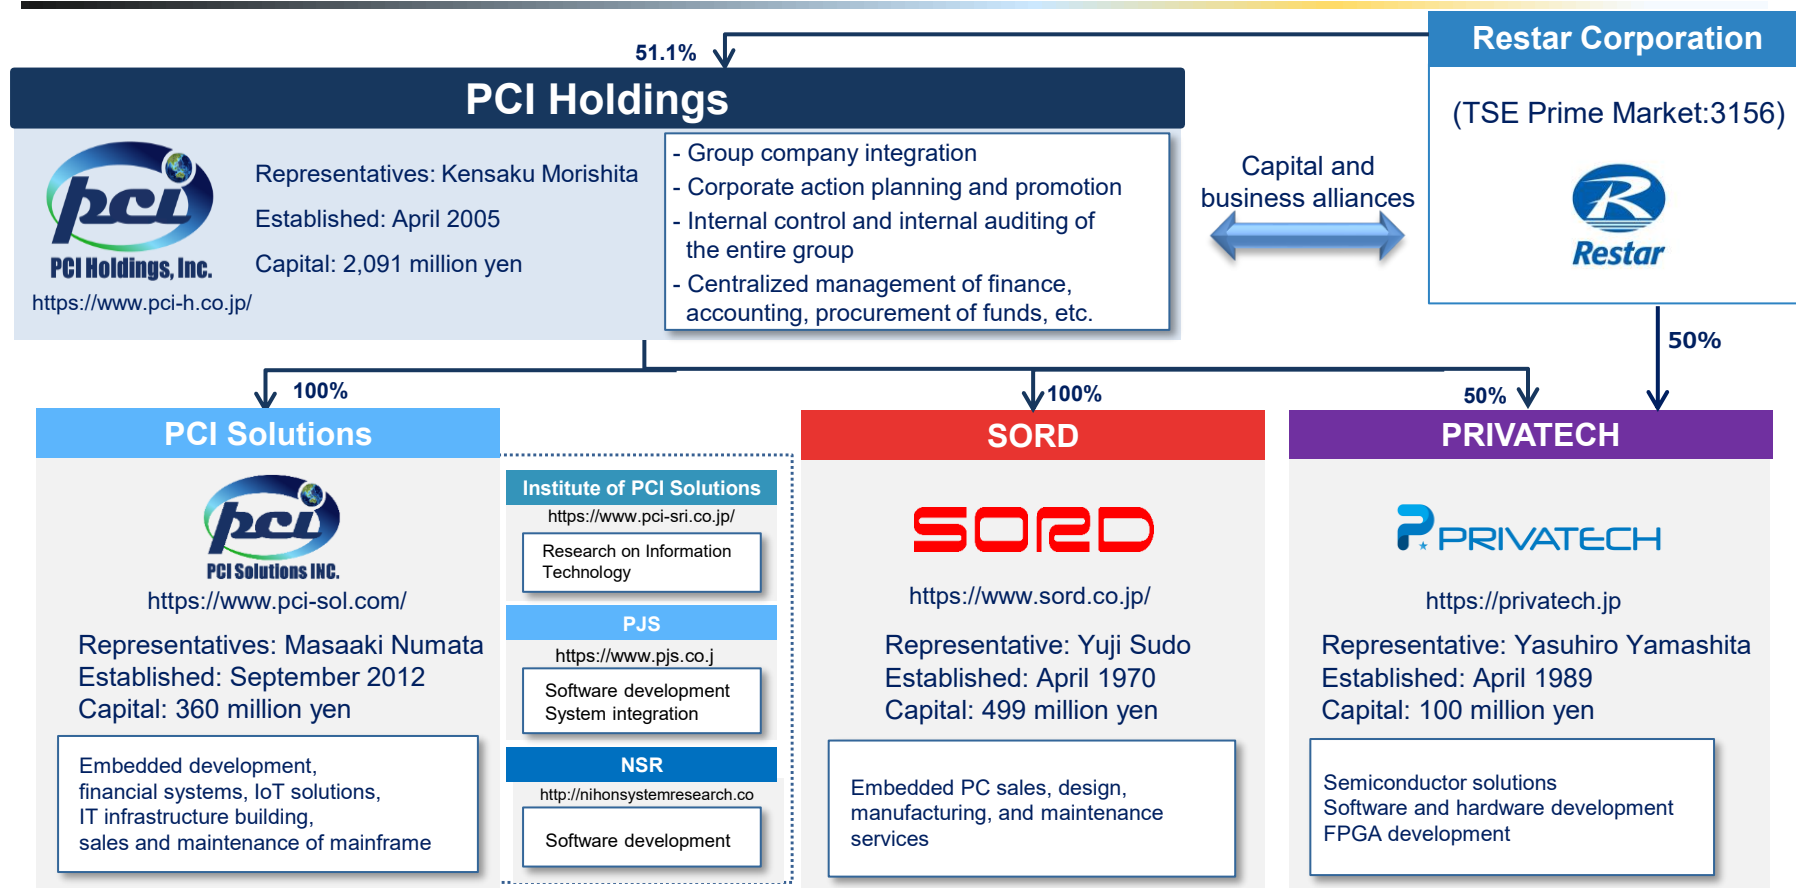 Restar Corporation
51.1%
PCI Holdings
(TSE Prime Market:3156)
pci
PCI Holdings, Inc.
https://www.pci-h.co.jp/
Representatives: Kensaku Morishita
Established: April 2005
Capital: 2,091 million yen
- Group company integration
- Corporate action planning and promotion
- Internal control and internal auditing of
the entire group
- Centralized management of finance,
accounting, procurement of funds, etc.
Capital and
business alliances
R
Restar
50%
100%
100%
50%
PCI Solutions
pci
PCI Solutions INC.
https://www.pci-sol.com/
Representatives: Masaaki Numata
Established: September 2012
Capital: 360 million yen
Embedded development,
financial systems, IoT solutions,
IT infrastructure building,
sales and maintenance of mainframe
Institute of PCI Solutions
https://www.pci-sri.co.jp/
Research on Information
Technology
PJS
https://www.pjs.co.j
Software development
System integration
NSR
http://nihonsystemresearch.co
Software development
SORD
SORD
https://www.sord.co.jp/
Representative: Yuji Sudo
Established: April 1970
Capital: 499 million yen
Embedded PC sales, design,
manufacturing, and maintenance
services
PRIVATECH
PRIVATECH
https://privatech.jp
Representative: Yasuhiro Yamashita
Established: April 1989
Capital: 100 million yen
Semiconductor solutions
Software and hardware development
FPGA development